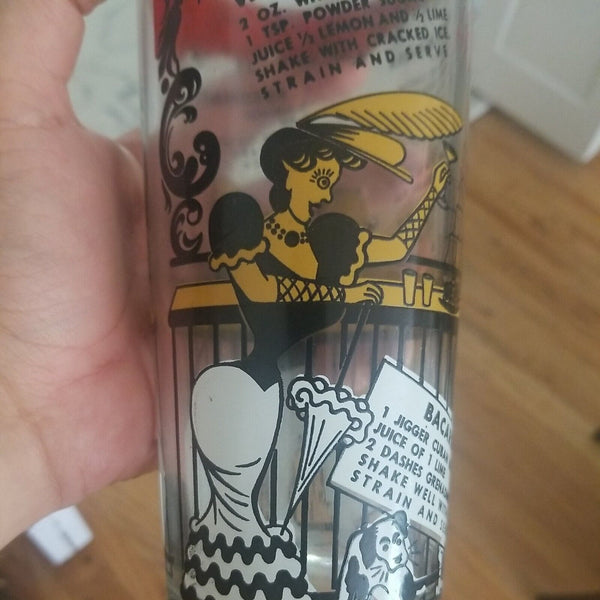 2 OZ.
1 TSP. POWDER
JUICE ½ LEMON AND ½ LIME
SHAKE WITH CRACKED ICE
STRAIN AND SERVE
1 JIGGER
JUICE OF 1 LIME
2 DASHES
SHAKE WELL
STRAIN AND